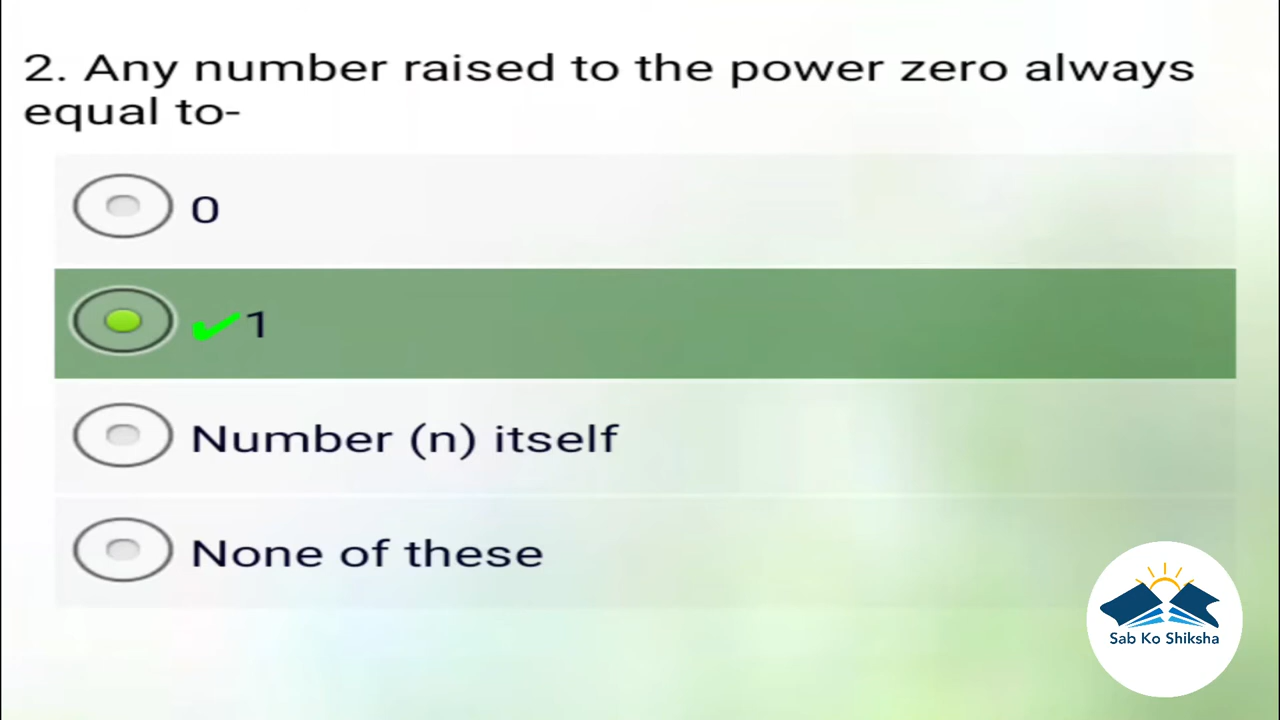 2. Any number raised to the power zero always
equal to-
0
✔1
Number (n) itself
None of these
Sab Ko Shiksha